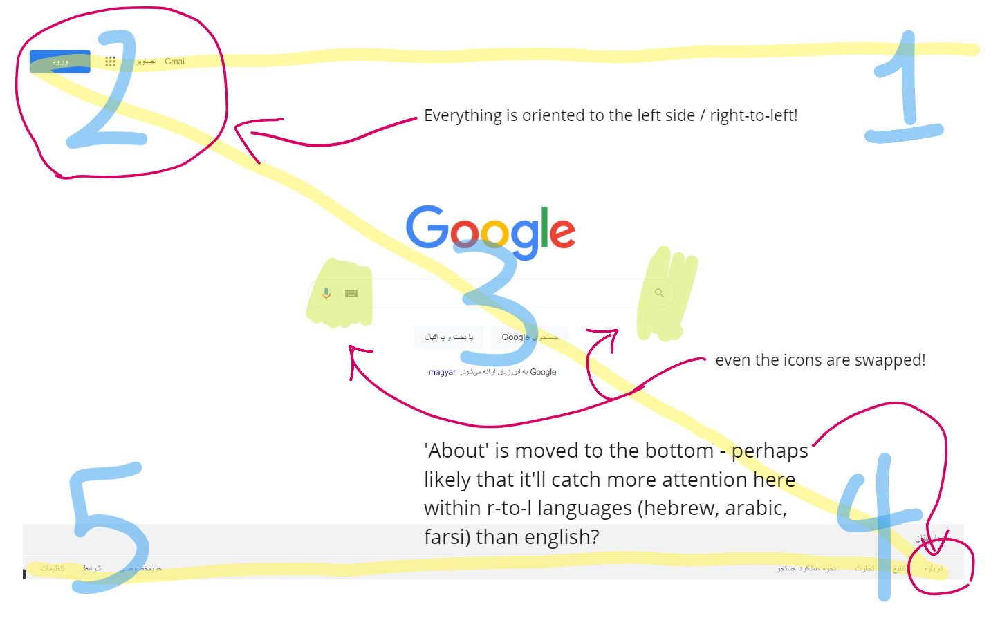 1
2
ورود
تصاویر
Gmail
Everything is oriented to the left side / right-to-left!
Google
3
جستجوی Google
یا بخت و یا اقبال
Google به این زبان ارائه می‌شود: magyar
even the icons are swapped!
'About' is moved to the bottom - perhaps
likely that it'll catch more attention here
within r-to-l languages (hebrew, arabic,
farsi) than english?
4
5
درباره تبلیغ تجارت نحوه عملکرد جستجو
حریم‌خصوصی شرایط تنظیمات